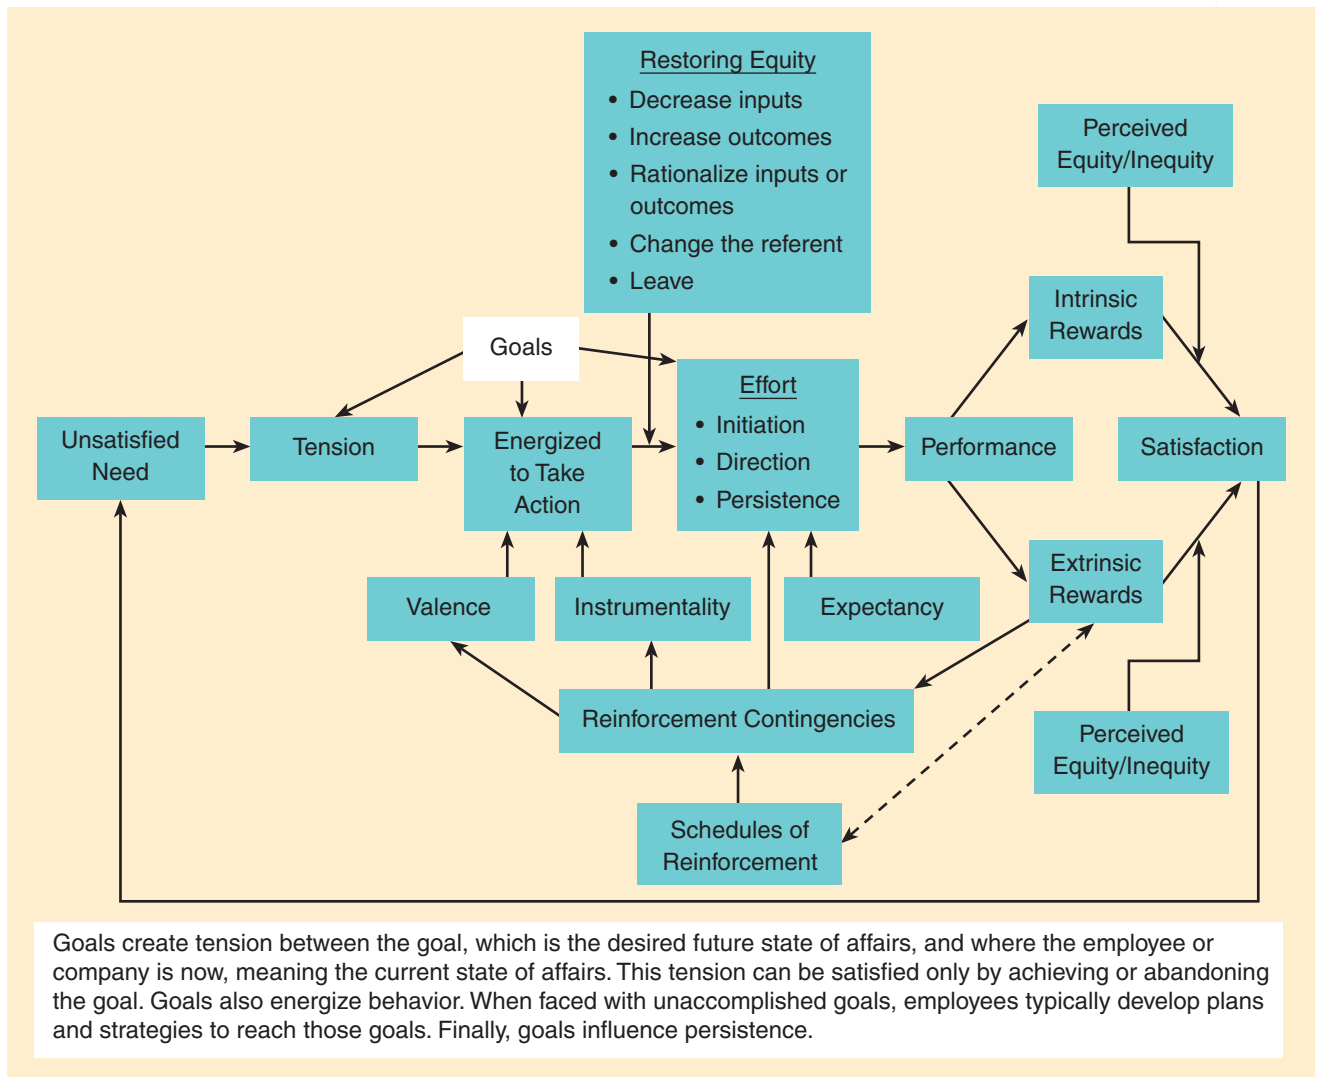 Restoring Equity
• Decrease inputs
• Increase outcomes
• Rationalize inputs or
outcomes
• Change the referent
• Leave
Perceived
Equity/Inequity
Intrinsic
Rewards
Goals
Effort
• Initiation
• Direction
• Persistence
Unsatisfied
Need
Tension
Energized
to Take
Action
Performance
Satisfaction
Extrinsic
Rewards
Valence
Instrumentality
Expectancy
Reinforcement Contingencies
Perceived
Equity/Inequity
Schedules of
Reinforcement
Goals create tension between the goal, which is the desired future state of affairs, and where the employee or
company is now, meaning the current state of affairs. This tension can be satisfied only by achieving or abandoning
the goal. Goals also energize behavior. When faced with unaccomplished goals, employees typically develop plans
and strategies to reach those goals. Finally, goals influence persistence.